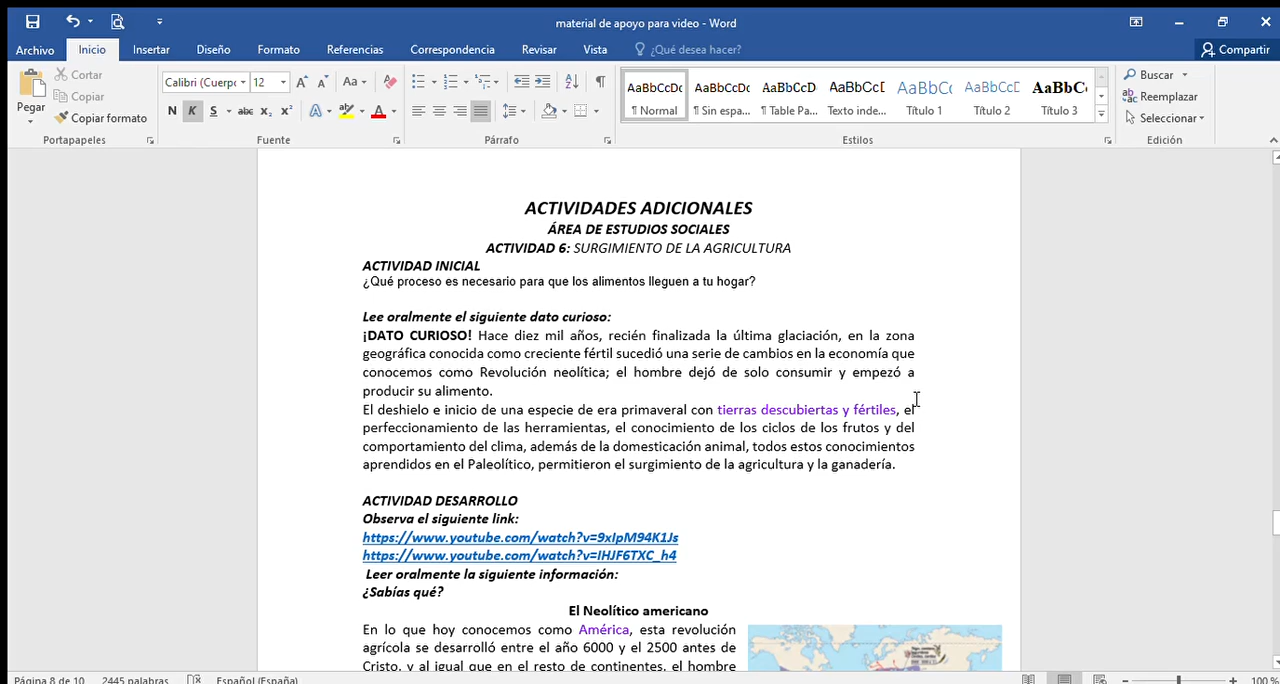 material de apoyo para video - Word
Archivo Inicio Insertar Diseño Formato Referencias Correspondencia Revisar Vista ¿Qué desea hacer? Compartir
Pegar Cortar Copiar Copiar formato
Calibri (Cuerpc 12 Aa
N K S abc x₂ x² A A
AaBbCcDc AaBbCcDc AaBbCcD AaBbCcI AaBbC AaBbCcD AaBbC
¶ Normal ¶ Sin espa... ¶ Table Pa... Texto inde... Título 1 Título 2 Título 3
Buscar
Reemplazar
Seleccionar
Portapapeles Fuente Párrafo Estilos Edición
ACTIVIDADES ADICIONALES
ÁREA DE ESTUDIOS SOCIALES
ACTIVIDAD 6: SURGIMIENTO DE LA AGRICULTURA
ACTIVIDAD INICIAL
¿Qué proceso es necesario para que los alimentos lleguen a tu hogar?
Lee oralmente el siguiente dato curioso:
¡DATO CURIOSO! Hace diez mil años, recién finalizada la última glaciación, en la zona
geográfica conocida como creciente fértil sucedió una serie de cambios en la economía que
conocemos como Revolución neolítica; el hombre dejó de solo consumir y empezó a
producir su alimento.
El deshielo e inicio de una especie de era primaveral con tierras descubiertas y fértiles, el
perfeccionamiento de las herramientas, el conocimiento de los ciclos de los frutos y del
comportamiento del clima, además de la domesticación animal, todos estos conocimientos
aprendidos en el Paleolítico, permitieron el surgimiento de la agricultura y la ganadería.
ACTIVIDAD DESARROLLO
Observa el siguiente link:
https://www.youtube.com/watch?v=9xIpM94K1Js
https://www.youtube.com/watch?v=IHJF6TXC_h4
Leer oralmente la siguiente información:
¿Sabías qué?
El Neolítico americano
En lo que hoy conocemos como América, esta revolución
agrícola se desarrolló entre el año 6000 y el 2500 antes de
Cristo, y al igual que en el resto de continentes, el hombre
Página 8 de 10 2445 palabras Español (España) 100 %